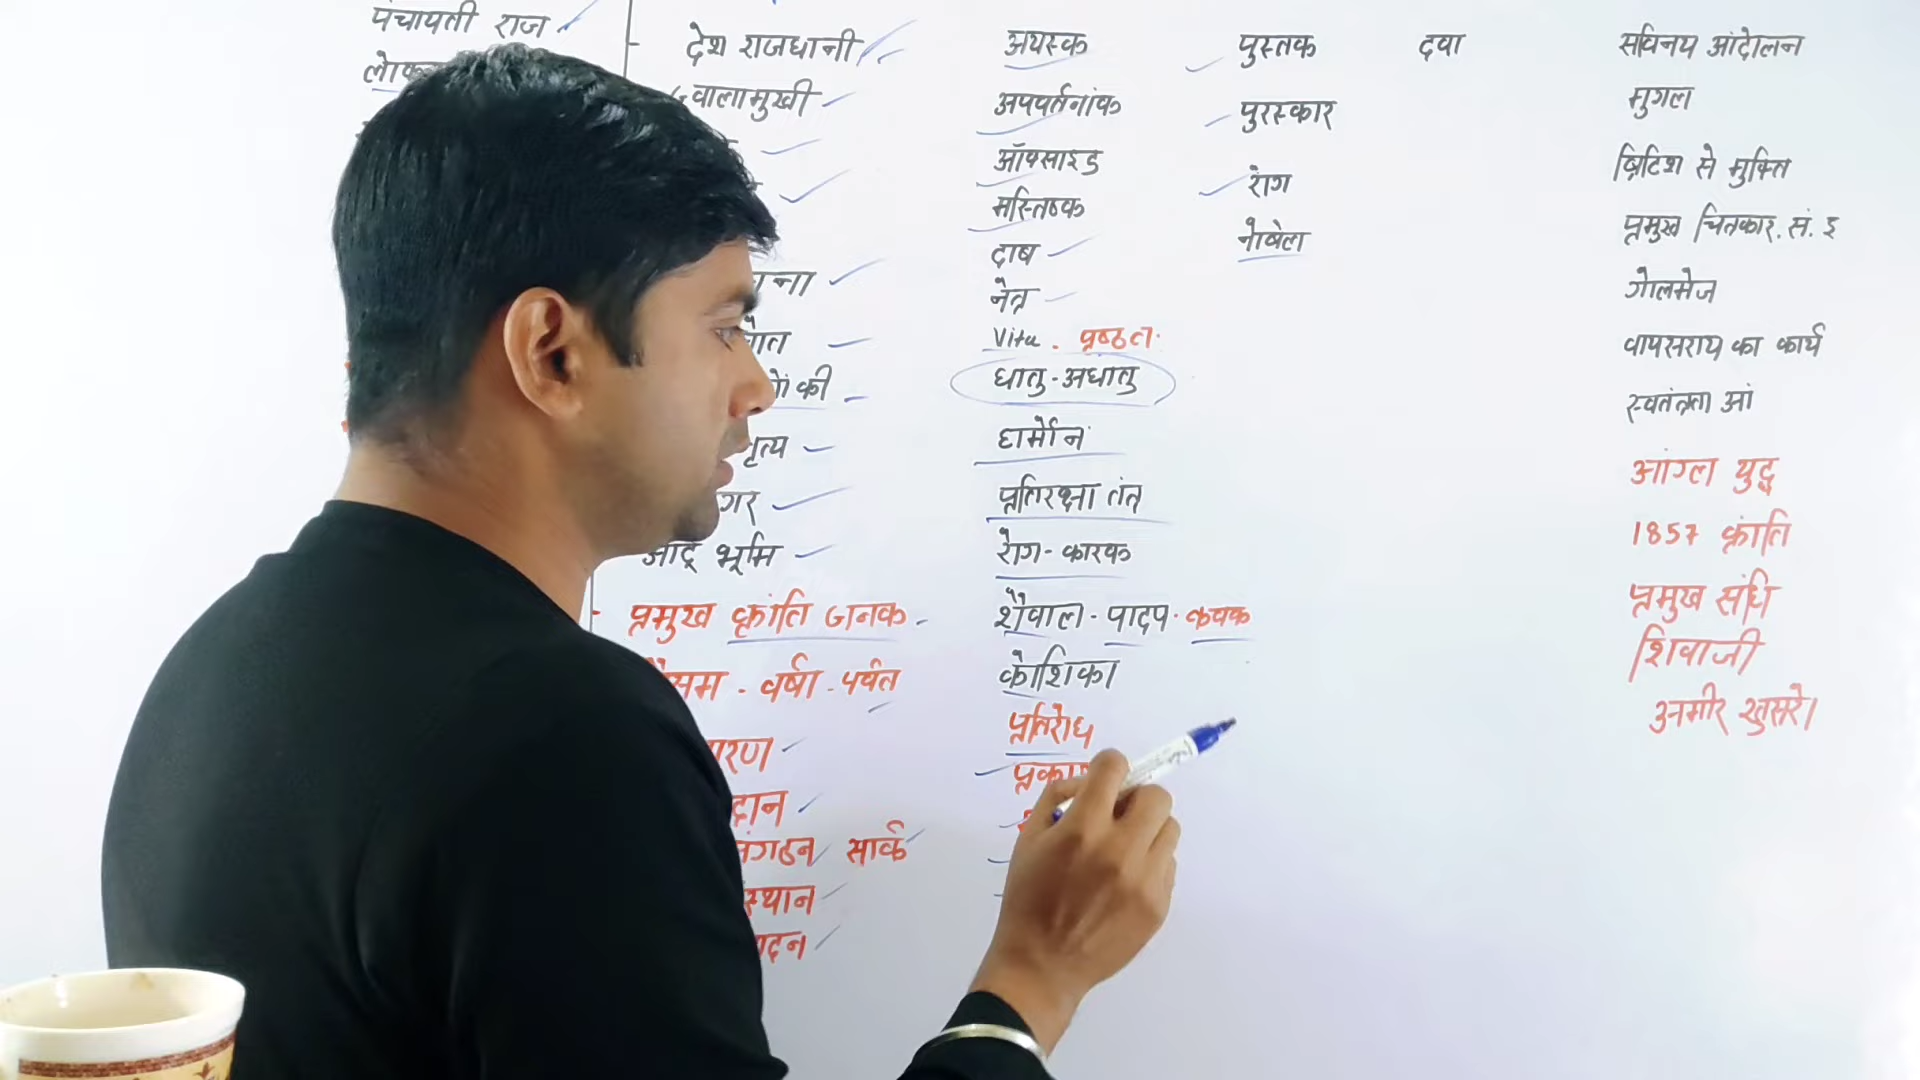 पंचायती राज
देश राजधानी
ज्वालामुखी
नृत्य
आर्द्र भूमि
प्रमुख क्रांति जनक
वर्षा - पर्वत
सार्क
अयस्क
अपवर्तनांक
ऑक्साइड
मस्तिष्क
दाब
नेत्र
Vita.
धातु - अधातु
हार्मोन
प्रतिरक्षा तंत्र
रोग - कारक
शैवाल - पादप - कवक
कोशिका
प्रतिरोध
पुस्तक
पुरस्कार
रोग
नोबेल
दवा
सविनय आंदोलन
मुगल
ब्रिटिश से मुक्ति
प्रमुख चित्रकार. सं. इ
गोलमेज
वायसराय का कार्य
स्वतंत्रता आं
आंग्ल युद्ध
1857 क्रांति
प्रमुख संधि
शिवाजी
अमीर खुसरो